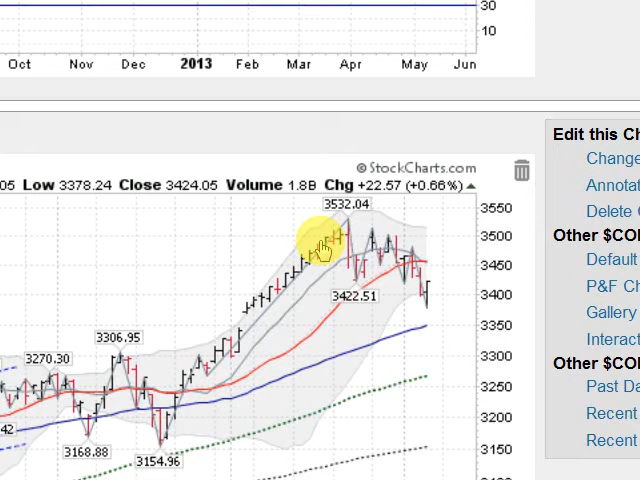 30
10
Oct Nov Dec 2013 Feb Mar Apr May Jun
Edit this Ch
Change
Annotat
Delete C
Other $CO
Default
P&F Ch
Gallery
Interact
Other $CO
Past Da
Recent
Recent
© StockCharts.com
05 Low 3378.24 Close 3424.05 Volume 1.8B Chg +22.57 (+0.66%)
3532.04
3550
3500
3450
3400
3350
3300
3250
3200
3150
3100
3422.51
3306.95
3270.30
42
3168.88
3154.96